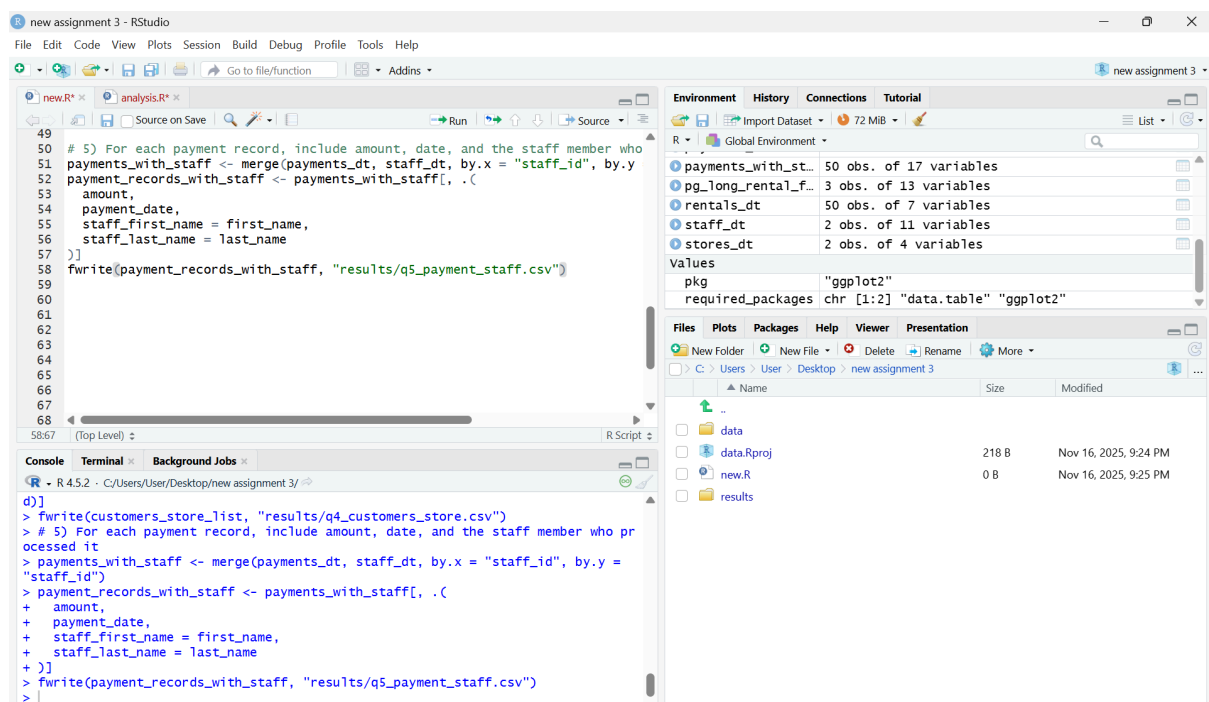 new assignment 3 - RStudio
File Edit Code View Plots Session Build Debug Profile Tools Help
Go to file/function Addins new assignment 3
new.R* analysis.R*
Source on Save Run Source
49
50 # 5) For each payment record, include amount, date, and the staff member who
51 payments_with_staff <- merge(payments_dt, staff_dt, by.x = "staff_id", by.y
52 payment_records_with_staff <- payments_with_staff[, .(
53 amount,
54 payment_date,
55 staff_first_name = first_name,
56 staff_last_name = last_name
57 )]
58 fwrite(payment_records_with_staff, "results/q5_payment_staff.csv")
59
60
61
62
63
64
65
66
67
68
58:67 (Top Level) R Script
Console Terminal Background Jobs
R 4.5.2 · C:/Users/User/Desktop/new assignment 3/
d)]
> fwrite(customers_store_list, "results/q4_customers_store.csv")
> # 5) For each payment record, include amount, date, and the staff member who pr
ocessed it
> payments_with_staff <- merge(payments_dt, staff_dt, by.x = "staff_id", by.y =
"staff_id")
> payment_records_with_staff <- payments_with_staff[, .(
+ amount,
+ payment_date,
+ staff_first_name = first_name,
+ staff_last_name = last_name
+ )]
> fwrite(payment_records_with_staff, "results/q5_payment_staff.csv")
>
Environment History Connections Tutorial
Import Dataset 72 MiB List
R Global Environment
payments_with_st… 50 obs. of 17 variables
pg_long_rental_f… 3 obs. of 13 variables
rentals_dt 50 obs. of 7 variables
staff_dt 2 obs. of 11 variables
stores_dt 2 obs. of 4 variables
Values
pkg "ggplot2"
required_packages chr [1:2] "data.table" "ggplot2"
Files Plots Packages Help Viewer Presentation
New Folder New File Delete Rename More
C: > Users > User > Desktop > new assignment 3 ...
Name Size Modified
..
data
data.Rproj 218 B Nov 16, 2025, 9:24 PM
new.R 0 B Nov 16, 2025, 9:25 PM
results